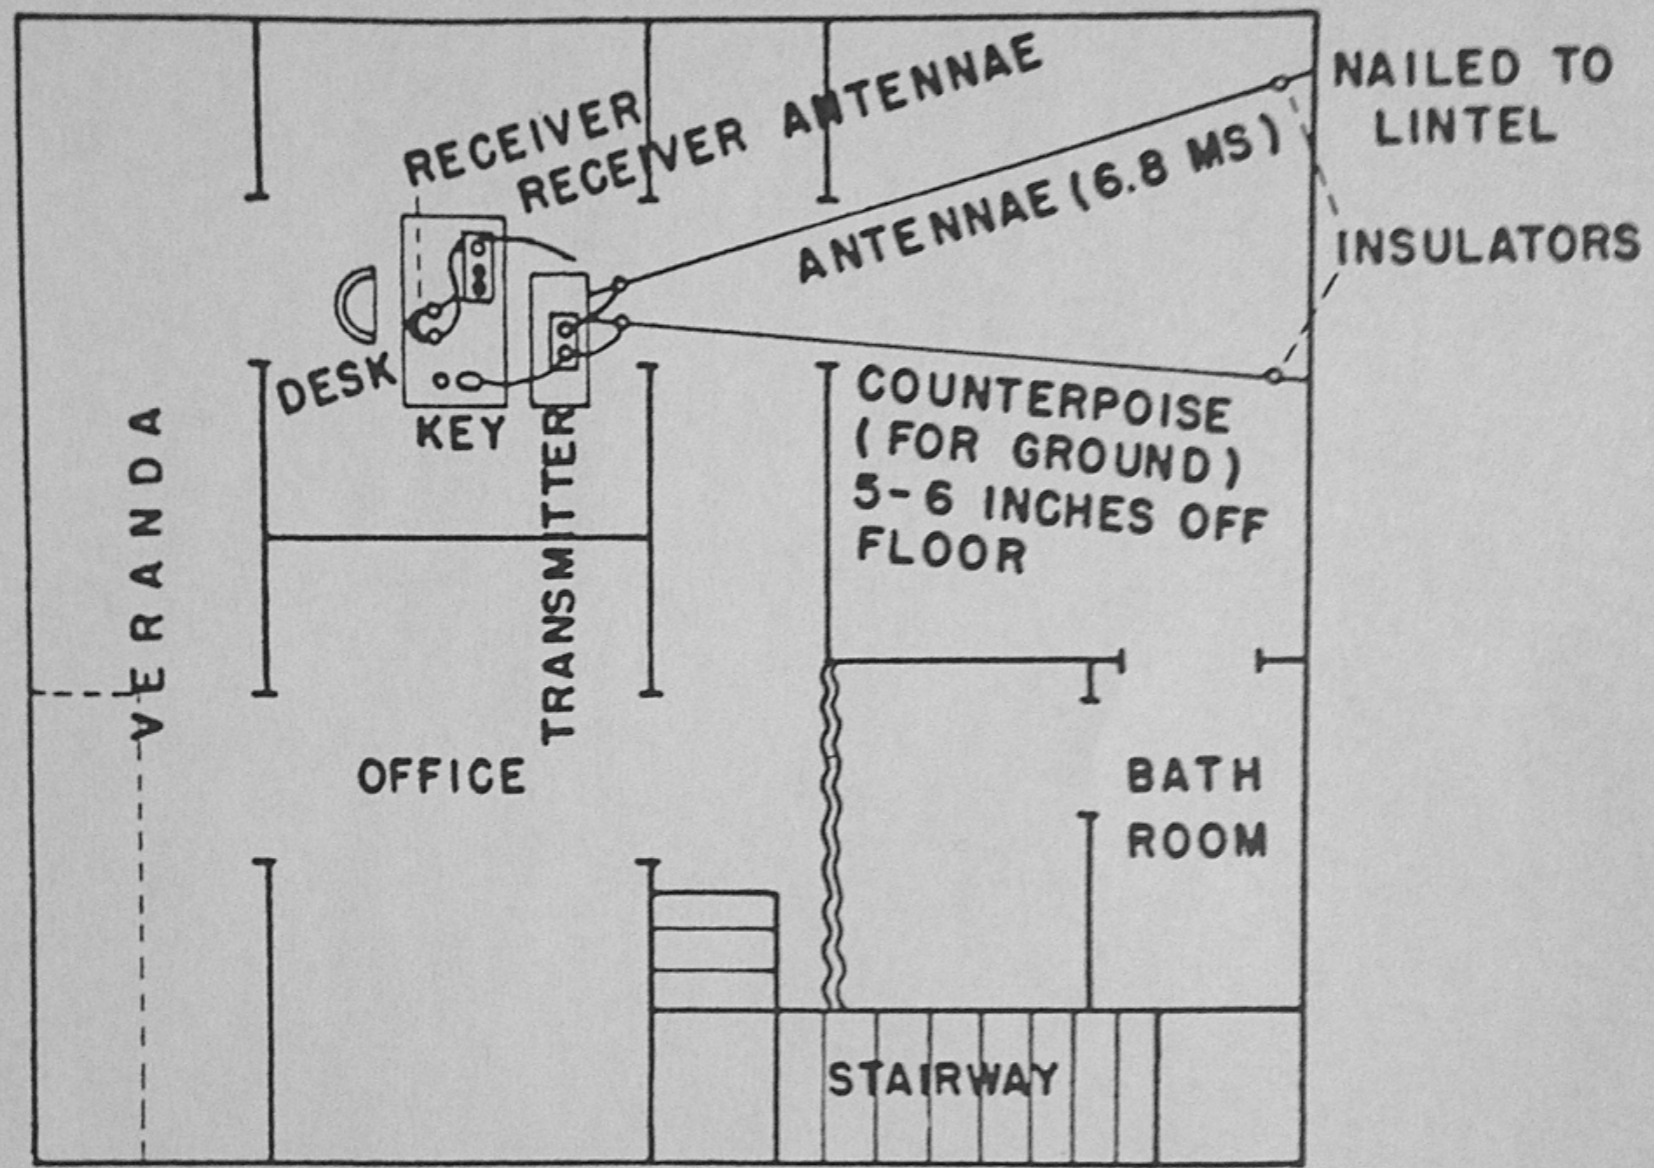 NAILED TO
LINTEL
RECEIVER
RECEIVER ANTENNAE
ANTENNAE (6.8 MS)
INSULATORS
DESK
KEY
TRANSMITTER
COUNTERPOISE
(FOR GROUND)
5-6 INCHES OFF
FLOOR
VERANDA
OFFICE
BATH
ROOM
STAIRWAY